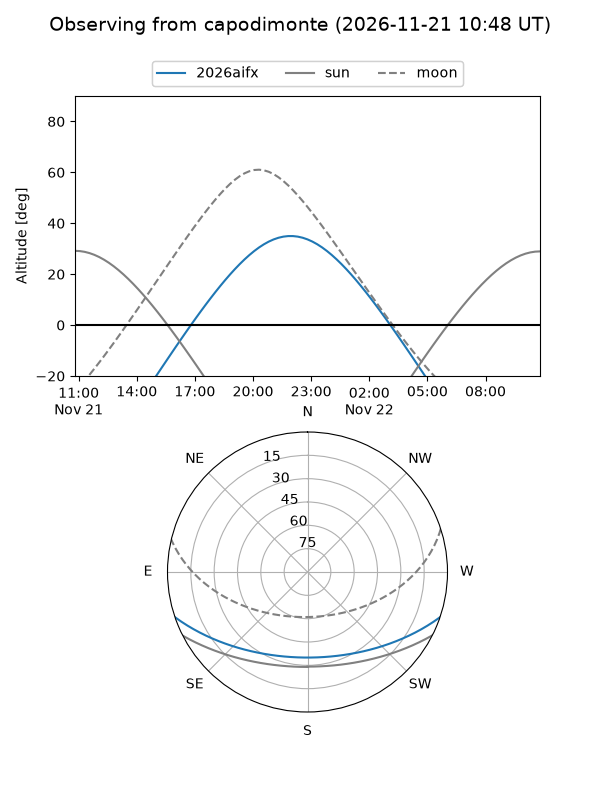 Observing from capodimonte (2026-11-21 10:48 UT)
2026aifx sun moon
Altitude [deg]
80
60
40
20
0
−20
11:00 14:00 17:00 20:00 23:00 02:00 05:00 08:00
Nov 21 Nov 22
N
NE NW
15
30
45
60
75
E W
SE SW
S